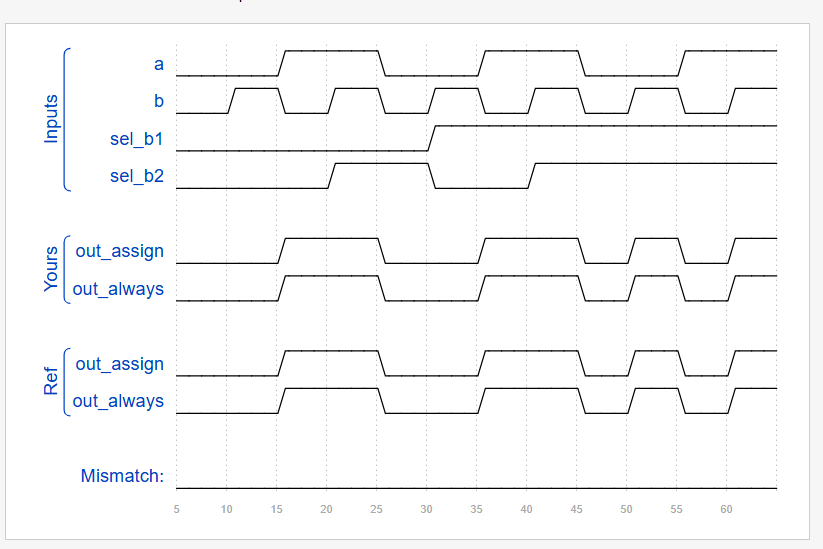 Inputs
a
b
sel_b1
sel_b2
Yours
out_assign
out_always
Ref
out_assign
out_always
Mismatch:
5 10 15 20 25 30 35 40 45 50 55 60